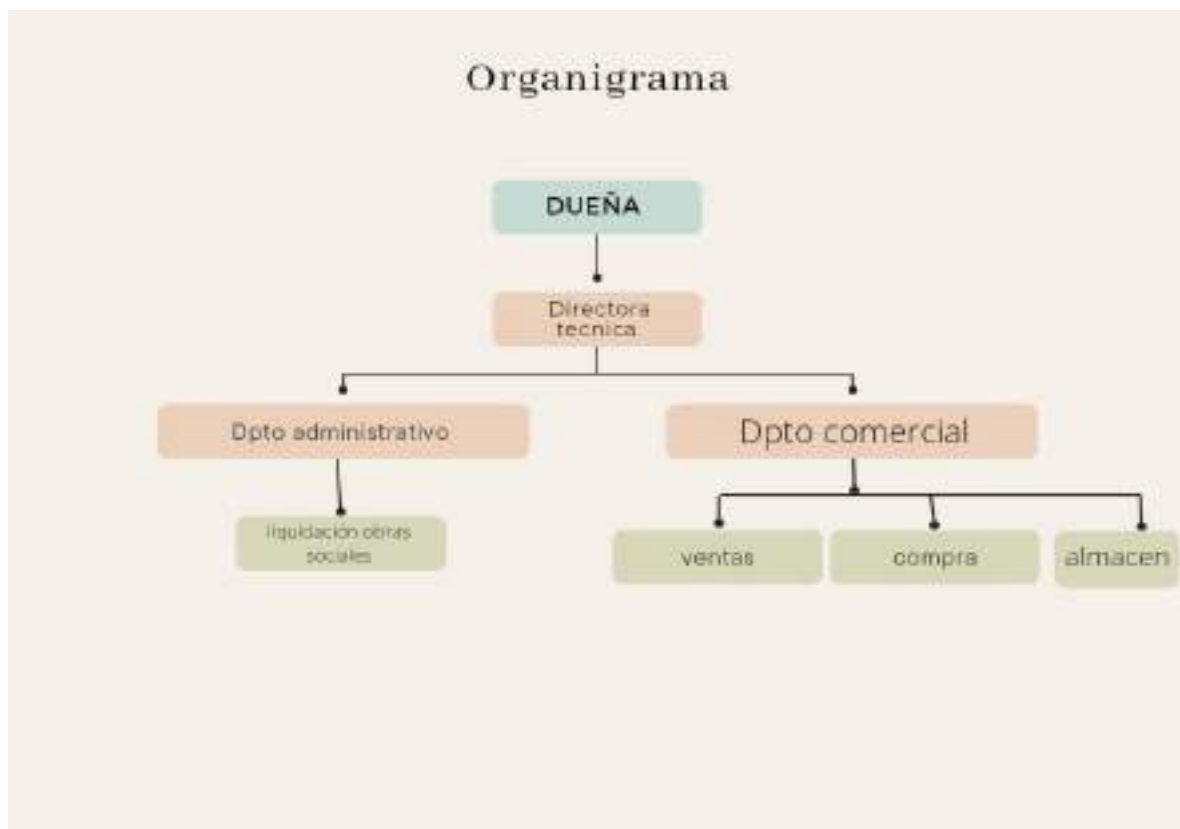 Organigrama
DUEÑA
Directora
tecnica
Dpto administrativo
Dpto comercial
liquidación obras
sociales
ventas
compra
almacen